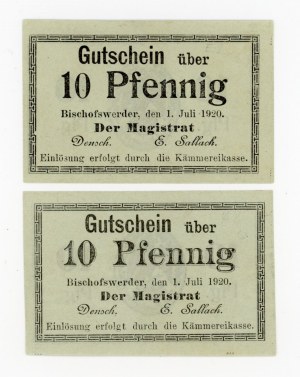 Gutschein über
10 Pfennig
Bischofswerder, den 1. Juli 1920.
Der Magistrat
Densch. E. Sallach.
Einlösung erfolgt durch die Kämmereikasse.
Gutschein über
10 Pfennig
Bischofswerder, den 1. Juli 1920.
Der Magistrat
Densch. E. Sallach.
Einlösung erfolgt durch die Kämmereikasse.